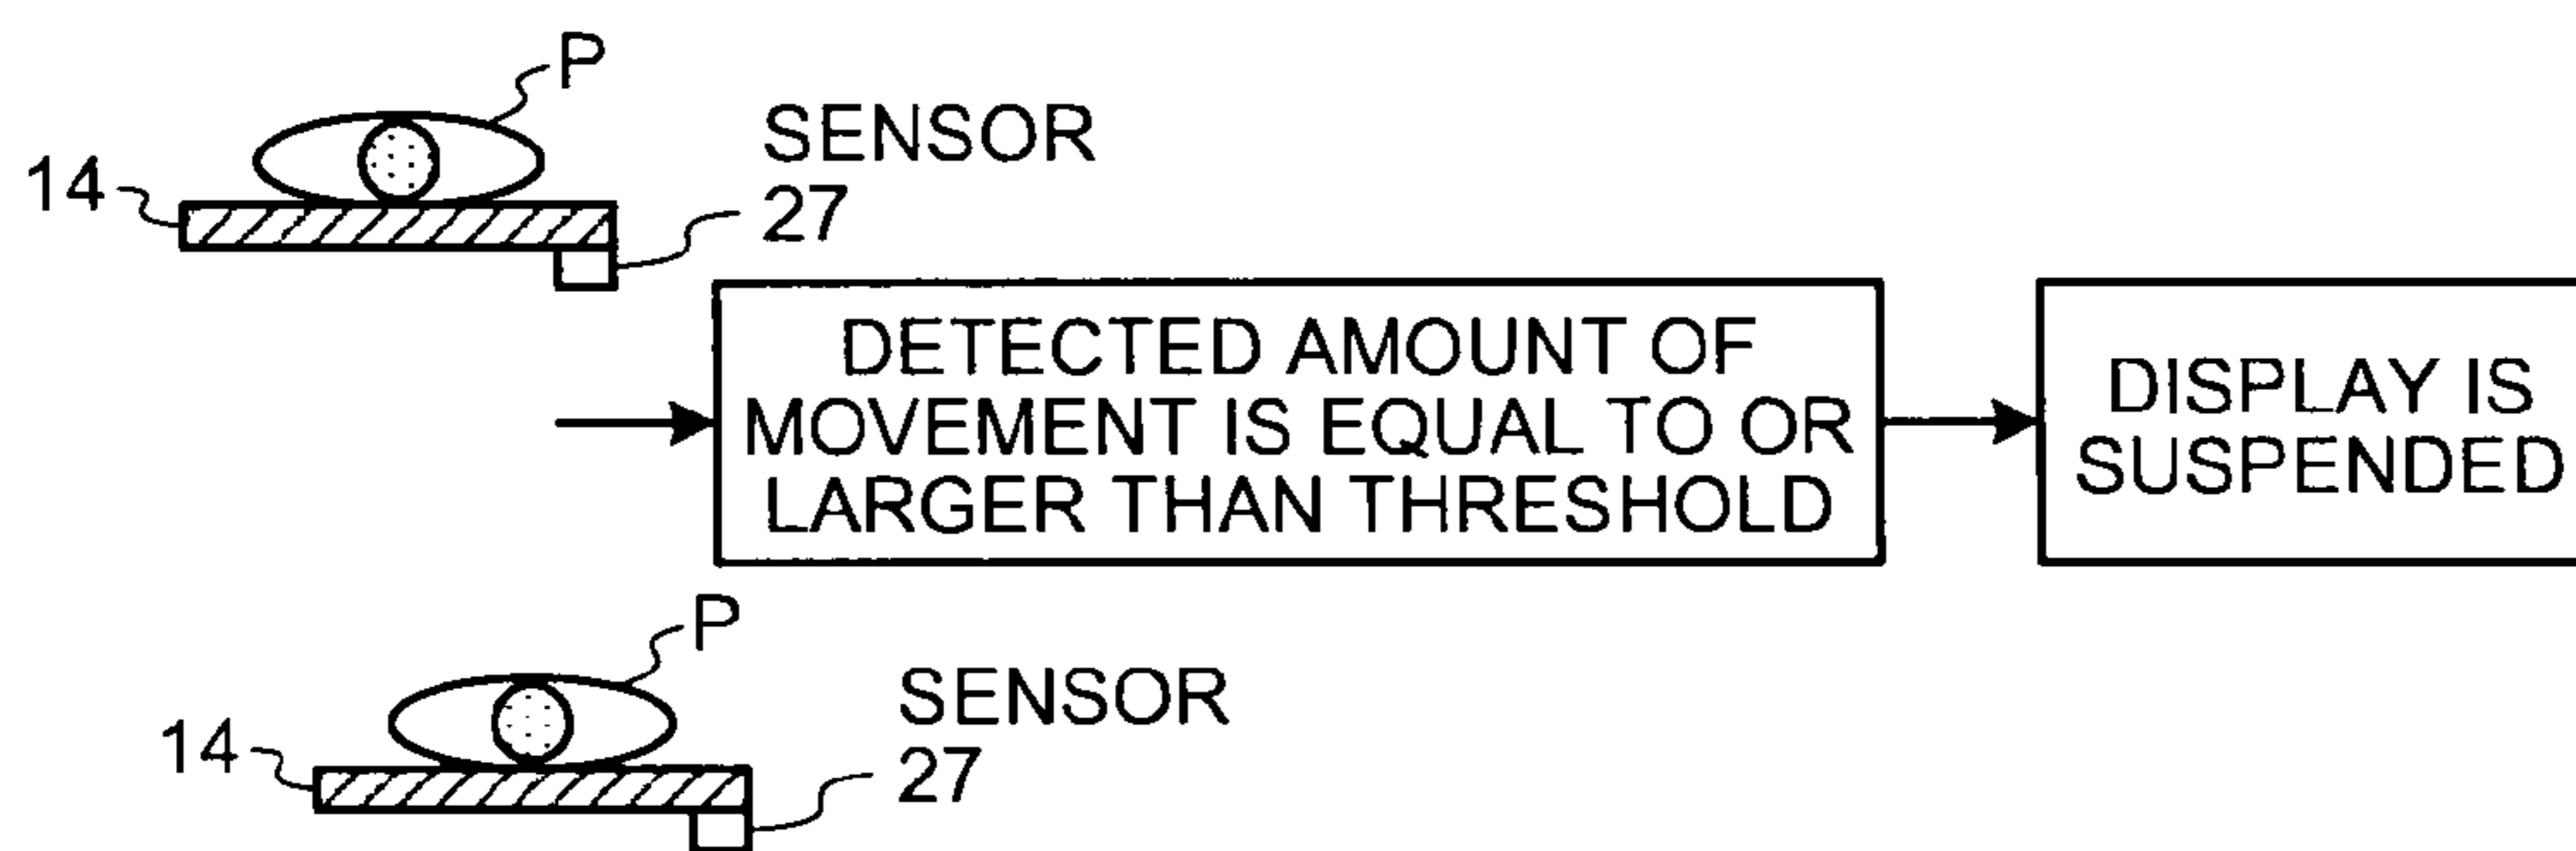 P
SENSOR
14
27
DETECTED AMOUNT OF
MOVEMENT IS EQUAL TO OR
LARGER THAN THRESHOLD
DISPLAY IS
SUSPENDED
P
SENSOR
14
27